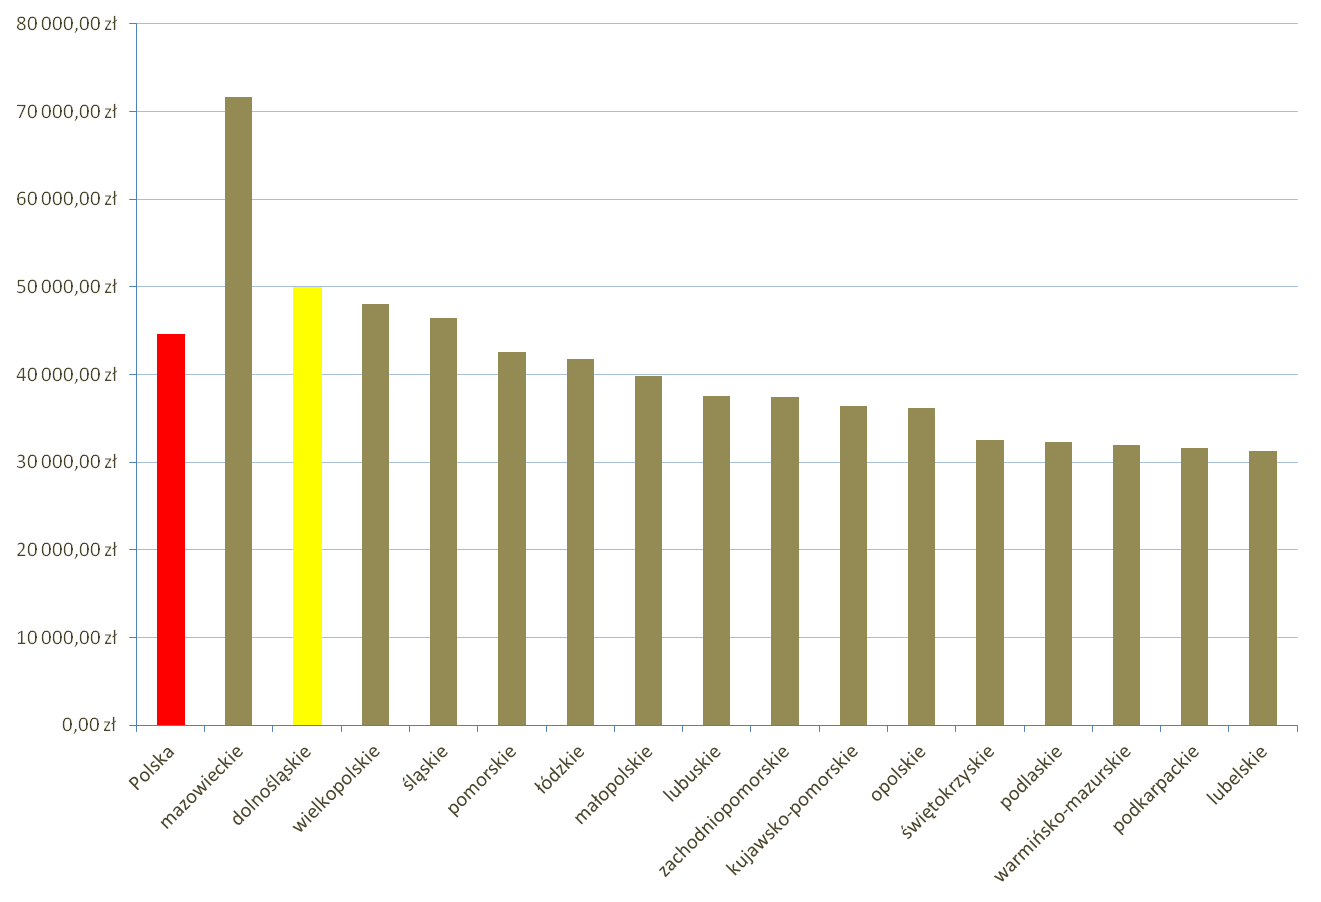 80 000,00 zł
70 000,00 zł
60 000,00 zł
50 000,00 zł
40 000,00 zł
30 000,00 zł
20 000,00 zł
10 000,00 zł
0,00 zł
Polska
mazowieckie
dolnośląskie
wielkopolskie
śląskie
pomorskie
łódzkie
małopolskie
lubuskie
zachodniopomorskie
kujawsko-pomorskie
opolskie
świętokrzyskie
podlaskie
warmińsko-mazurskie
podkarpackie
lubelskie